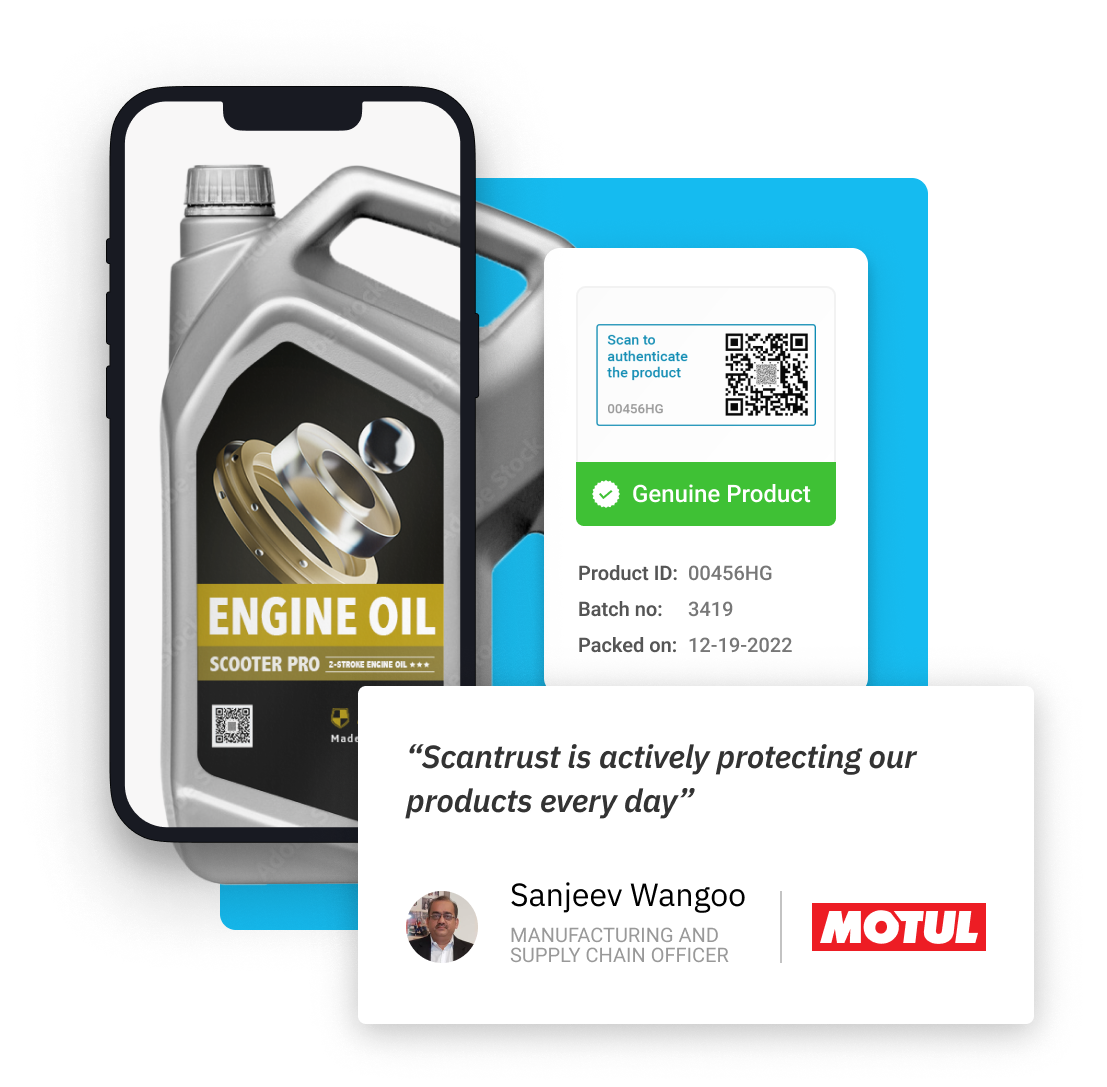 ENGINE OIL
SCOOTER PRO 2-STROKE ENGINE OIL ★★★
Made
Scan to
authenticate
the product
00456HG
Genuine Product
Product ID: 00456HG
Batch no: 3419
Packed on: 12-19-2022
“Scantrust is actively protecting our
products every day”
Sanjeev Wangoo
MANUFACTURING AND
SUPPLY CHAIN OFFICER
MOTUL